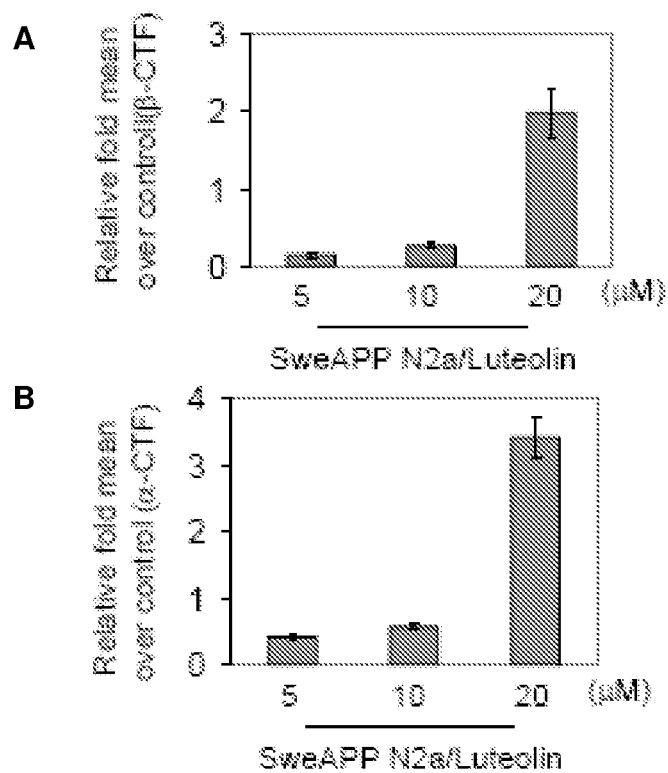 A
Relative fold mean
over control(β-CTF)
3
2
1
0
5 10 20 (μM)
SweAPP N2a/Luteolin
B
Relative fold mean
over control (α-CTF)
4
3
2
1
0
5 10 20 (μM)
SweAPP N2a/Luteolin